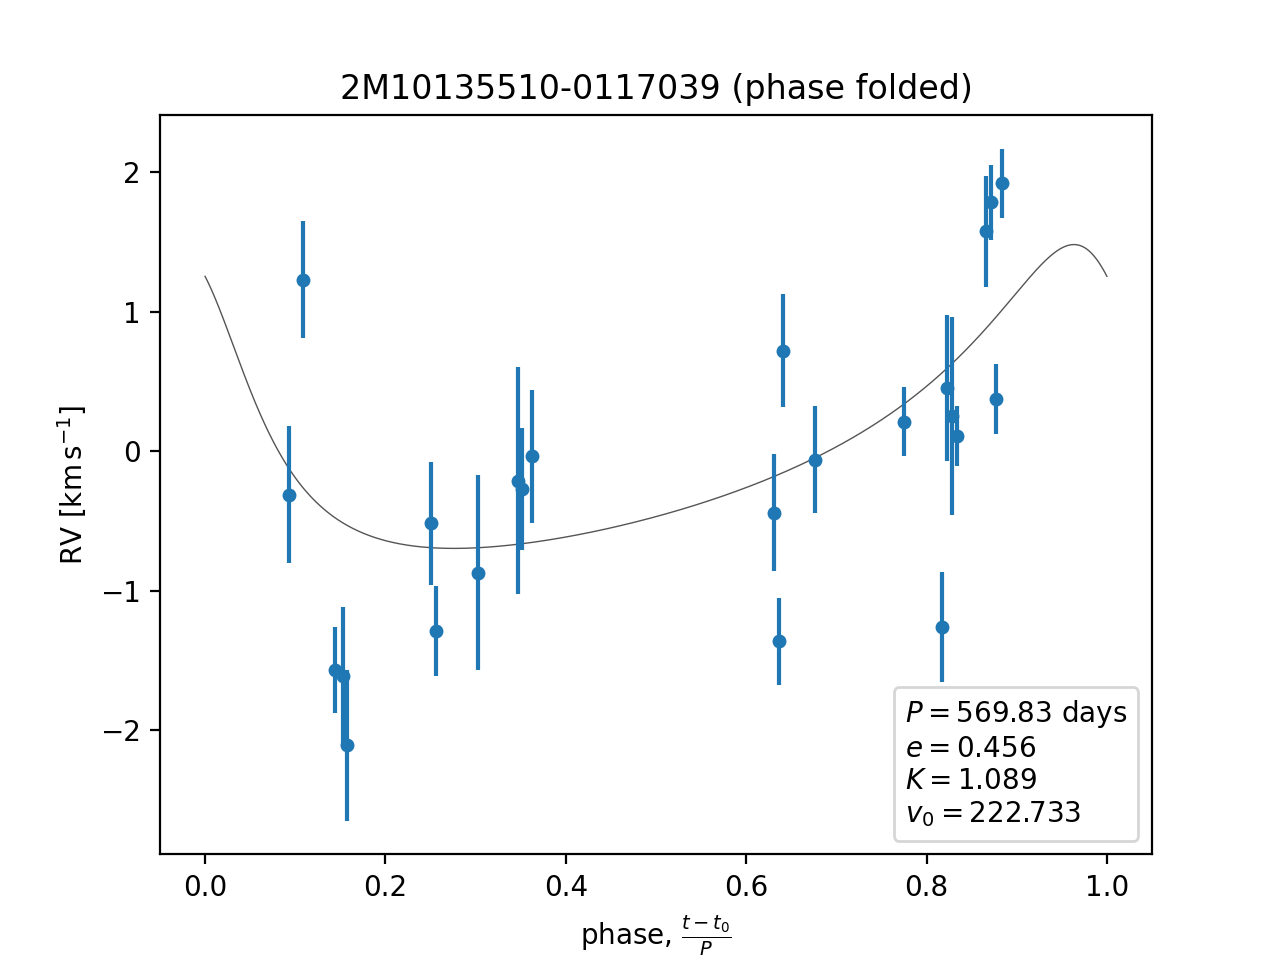 2M10135510-0117039 (phase folded)
RV [km s⁻¹]
2
1
0
−1
−2
P = 569.83 days
e = 0.456
K = 1.089
v₀ = 222.733
0.0 0.2 0.4 0.6 0.8 1.0
phase, (t − t₀)/P